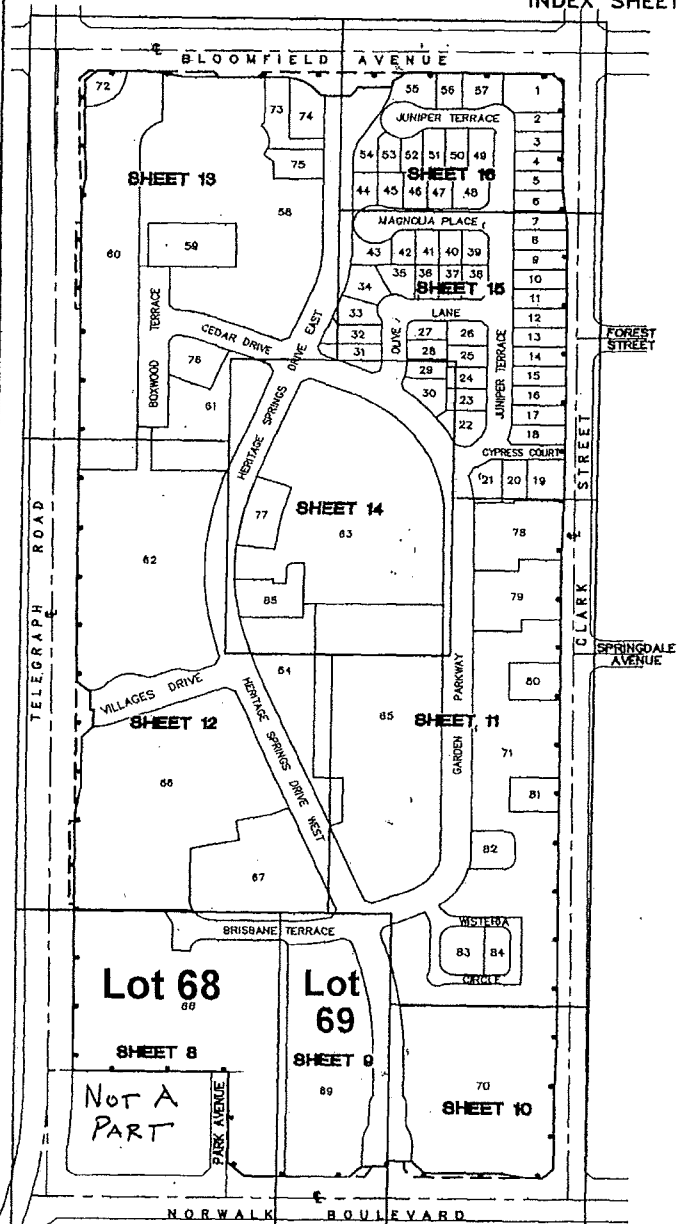 INDEX SHEET
BLOOMFIELD AVENUE
72
73
74
75
SHEET 13
58
59
60
BOXWOOD TERRACE
CEDAR DRIVE
76
61
HERITAGE SPRINGS DRIVE EAST
55
56
57
1
JUNIPER TERRACE
2
3
54
53
52
51
50
49
4
SHEET 16
5
44
45
46
47
48
6
MAGNOLIA PLACE
7
8
43
42
41
40
39
9
35
36
37
38
10
34
SHEET 15
11
LANE
12
33
27
26
13
32
OLIVE
28
25
14
31
29
24
15
30
23
16
22
17
JUNIPER TERRACE
18
CYPRESS COURT
21
20
19
FOREST STREET
CLARK STREET
SPRINGDALE AVENUE
TELEGRAPH ROAD
62
77
SHEET 14
63
85
78
79
64
80
VILLAGES DRIVE
SHEET 12
HERITAGE SPRINGS DRIVE WEST
65
SHEET 11
GARDEN PARKWAY
71
66
81
67
82
BRISBANE TERRACE
WISTERIA
83
84
CIRCLE
Lot 68
68
SHEET 8
Lot
69
SHEET 9
69
70
SHEET 10
NOT A
PART
PARK AVENUE
NORWALK BOULEVARD